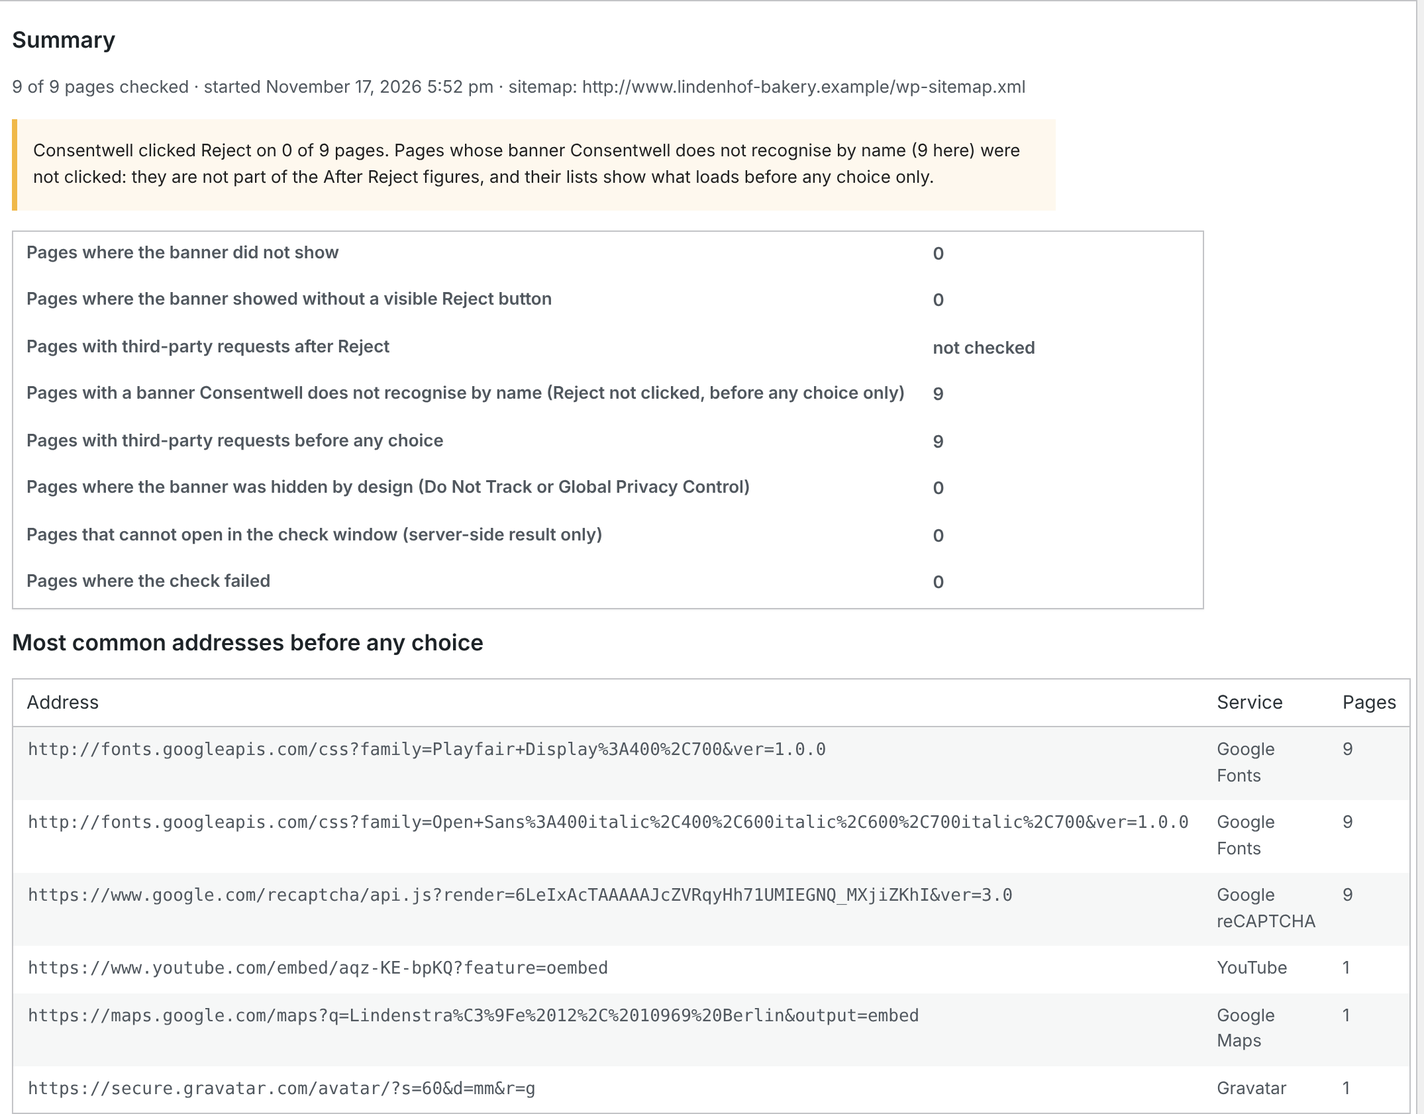 Summary
9 of 9 pages checked · started November 17, 2026 5:52 pm · sitemap: http://www.lindenhof-bakery.example/wp-sitemap.xml
Consentwell clicked Reject on 0 of 9 pages. Pages whose banner Consentwell does not recognise by name (9 here) were
not clicked: they are not part of the After Reject figures, and their lists show what loads before any choice only.
Pages where the banner did not show 0
Pages where the banner showed without a visible Reject button 0
Pages with third-party requests after Reject not checked
Pages with a banner Consentwell does not recognise by name (Reject not clicked, before any choice only) 9
Pages with third-party requests before any choice 9
Pages where the banner was hidden by design (Do Not Track or Global Privacy Control) 0
Pages that cannot open in the check window (server-side result only) 0
Pages where the check failed 0
Most common addresses before any choice
Address Service Pages
http://fonts.googleapis.com/css?family=Playfair+Display%3A400%2C700&ver=1.0.0 Google 9
Fonts
http://fonts.googleapis.com/css?family=Open+Sans%3A400italic%2C400%2C600italic%2C600%2C700italic%2C700&ver=1.0.0 Google 9
Fonts
https://www.google.com/recaptcha/api.js?render=6LeIxAcTAAAAAJcZVRqyHh71UMIEGNQ_MXjiZKhI&ver=3.0 Google 9
reCAPTCHA
https://www.youtube.com/embed/aqz-KE-bpKQ?feature=oembed YouTube 1
https://maps.google.com/maps?q=Lindenstra%C3%9Fe%2012%2C%2010969%20Berlin&output=embed Google 1
Maps
https://secure.gravatar.com/avatar/?s=60&d=mm&r=g Gravatar 1